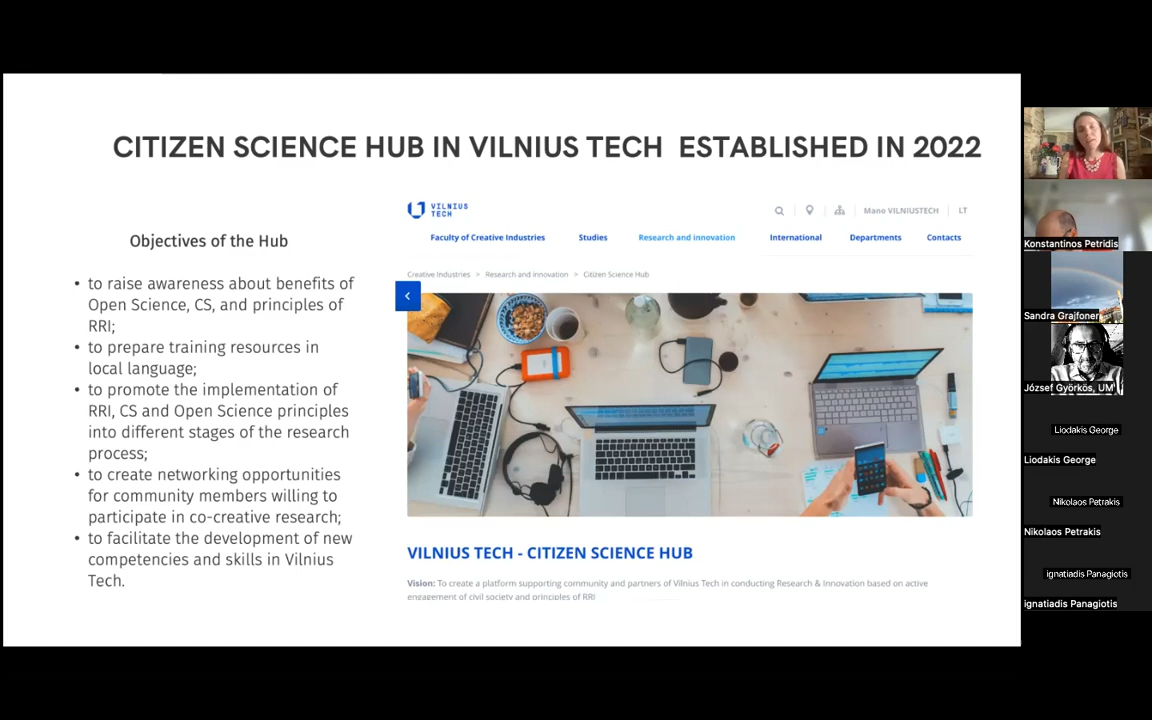 CITIZEN SCIENCE HUB IN VILNIUS TECH ESTABLISHED IN 2022
Objectives of the Hub
• to raise awareness about benefits of
Open Science, CS, and principles of
RRI;
• to prepare training resources in
local language;
• to promote the implementation of
RRI, CS and Open Science principles
into different stages of the research
process;
• to create networking opportunities
for community members willing to
participate in co-creative research;
• to facilitate the development of new
competencies and skills in Vilnius
Tech.
VILNIUS
TECH
Mano VILNIUSTECH
LT
Faculty of Creative Industries Studies Research and innovation International Departments Contacts
Creative Industries > Research and innovation > Citizen Science Hub
VILNIUS TECH - CITIZEN SCIENCE HUB
Vision: To create a platform supporting community and partners of Vilnius Tech in conducting Research & Innovation based on active
engagement of civil society and principles of RRI
Konstantinos Petridis
Sandra Grajfoner
József Györkös, UM
Liodakis George
Liodakis George
Nikolaos Petrakis
Nikolaos Petrakis
ignatiadis Panagiotis
ignatiadis Panagiotis